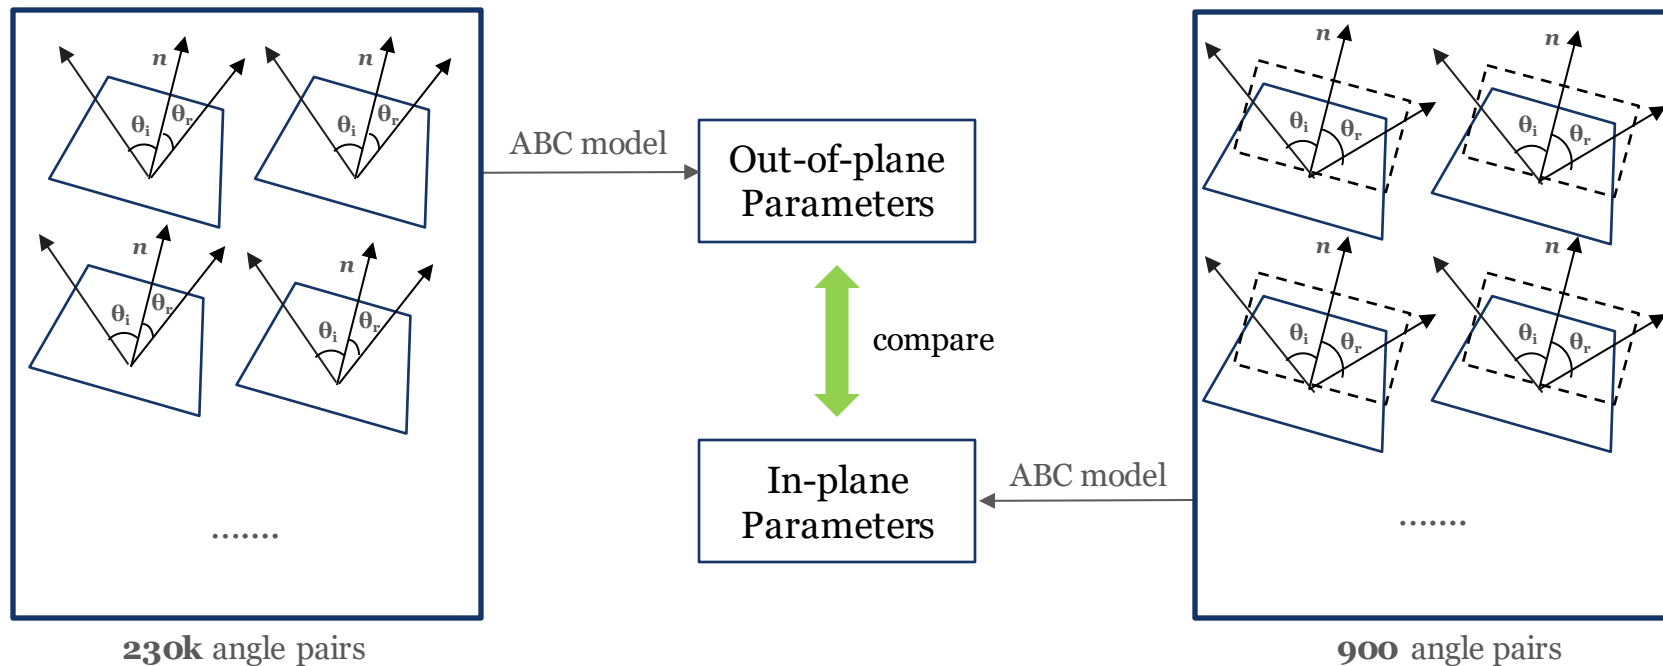 n
n
θi
θr
θi
θr
n
n
θi
θr
θi
θr
.......
230k angle pairs
ABC model
Out-of-plane
Parameters
compare
In-plane
Parameters
ABC model
n
n
θi
θr
θi
θr
n
n
θi
θr
θi
θr
.......
900 angle pairs